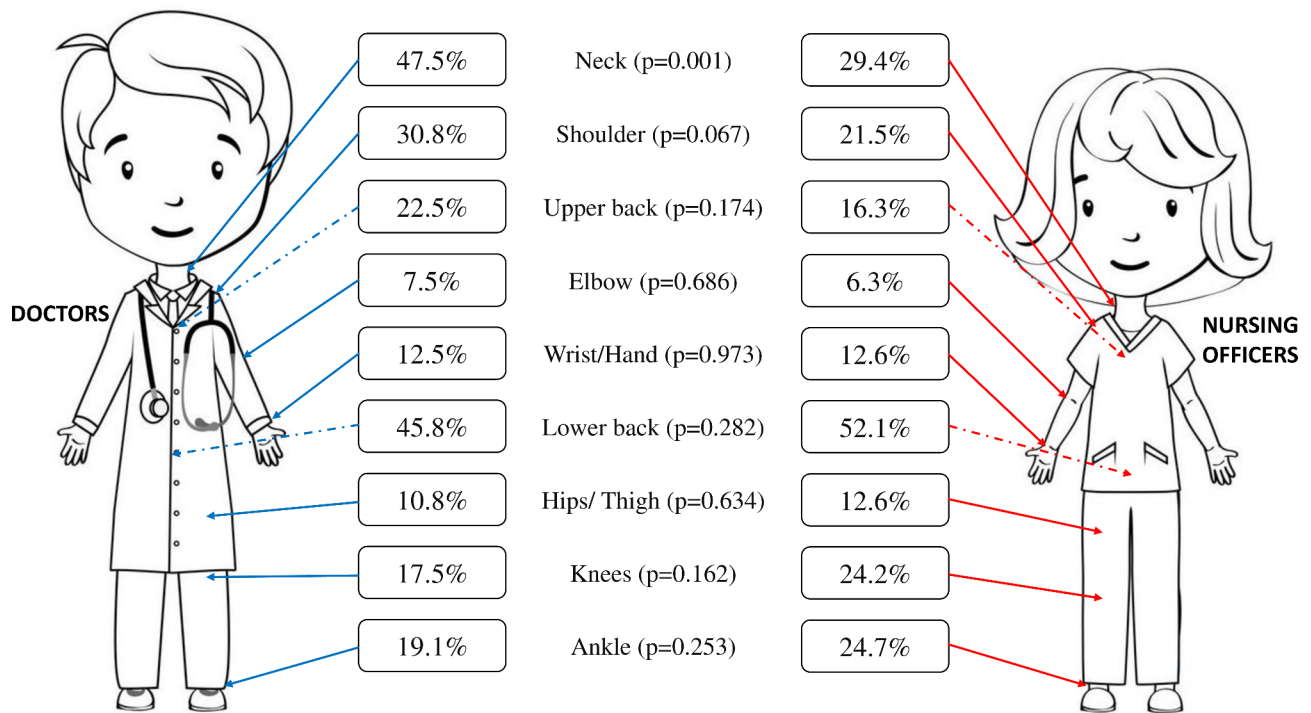 47.5% Neck (p=0.001) 29.4%
30.8% Shoulder (p=0.067) 21.5%
22.5% Upper back (p=0.174) 16.3%
7.5% Elbow (p=0.686) 6.3%
DOCTORS
NURSING
OFFICERS
12.5% Wrist/Hand (p=0.973) 12.6%
45.8% Lower back (p=0.282) 52.1%
10.8% Hips/ Thigh (p=0.634) 12.6%
17.5% Knees (p=0.162) 24.2%
19.1% Ankle (p=0.253) 24.7%